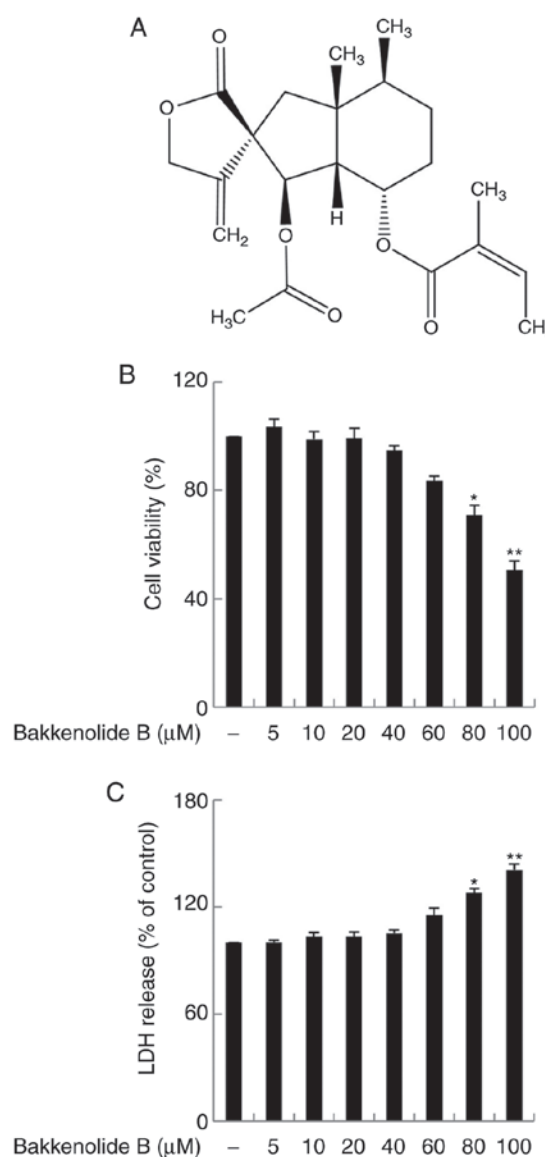 A
O
CH₃
CH₃
O
H
CH₂
O
O
CH₃
H₃C
O
O
CH
B
120
80
40
0
Cell viability (%)
*
**
Bakkenolide B (μM) – 5 10 20 40 60 80 100
C
180
120
60
0
LDH release (% of control)
*
**
Bakkenolide B (μM) – 5 10 20 40 60 80 100